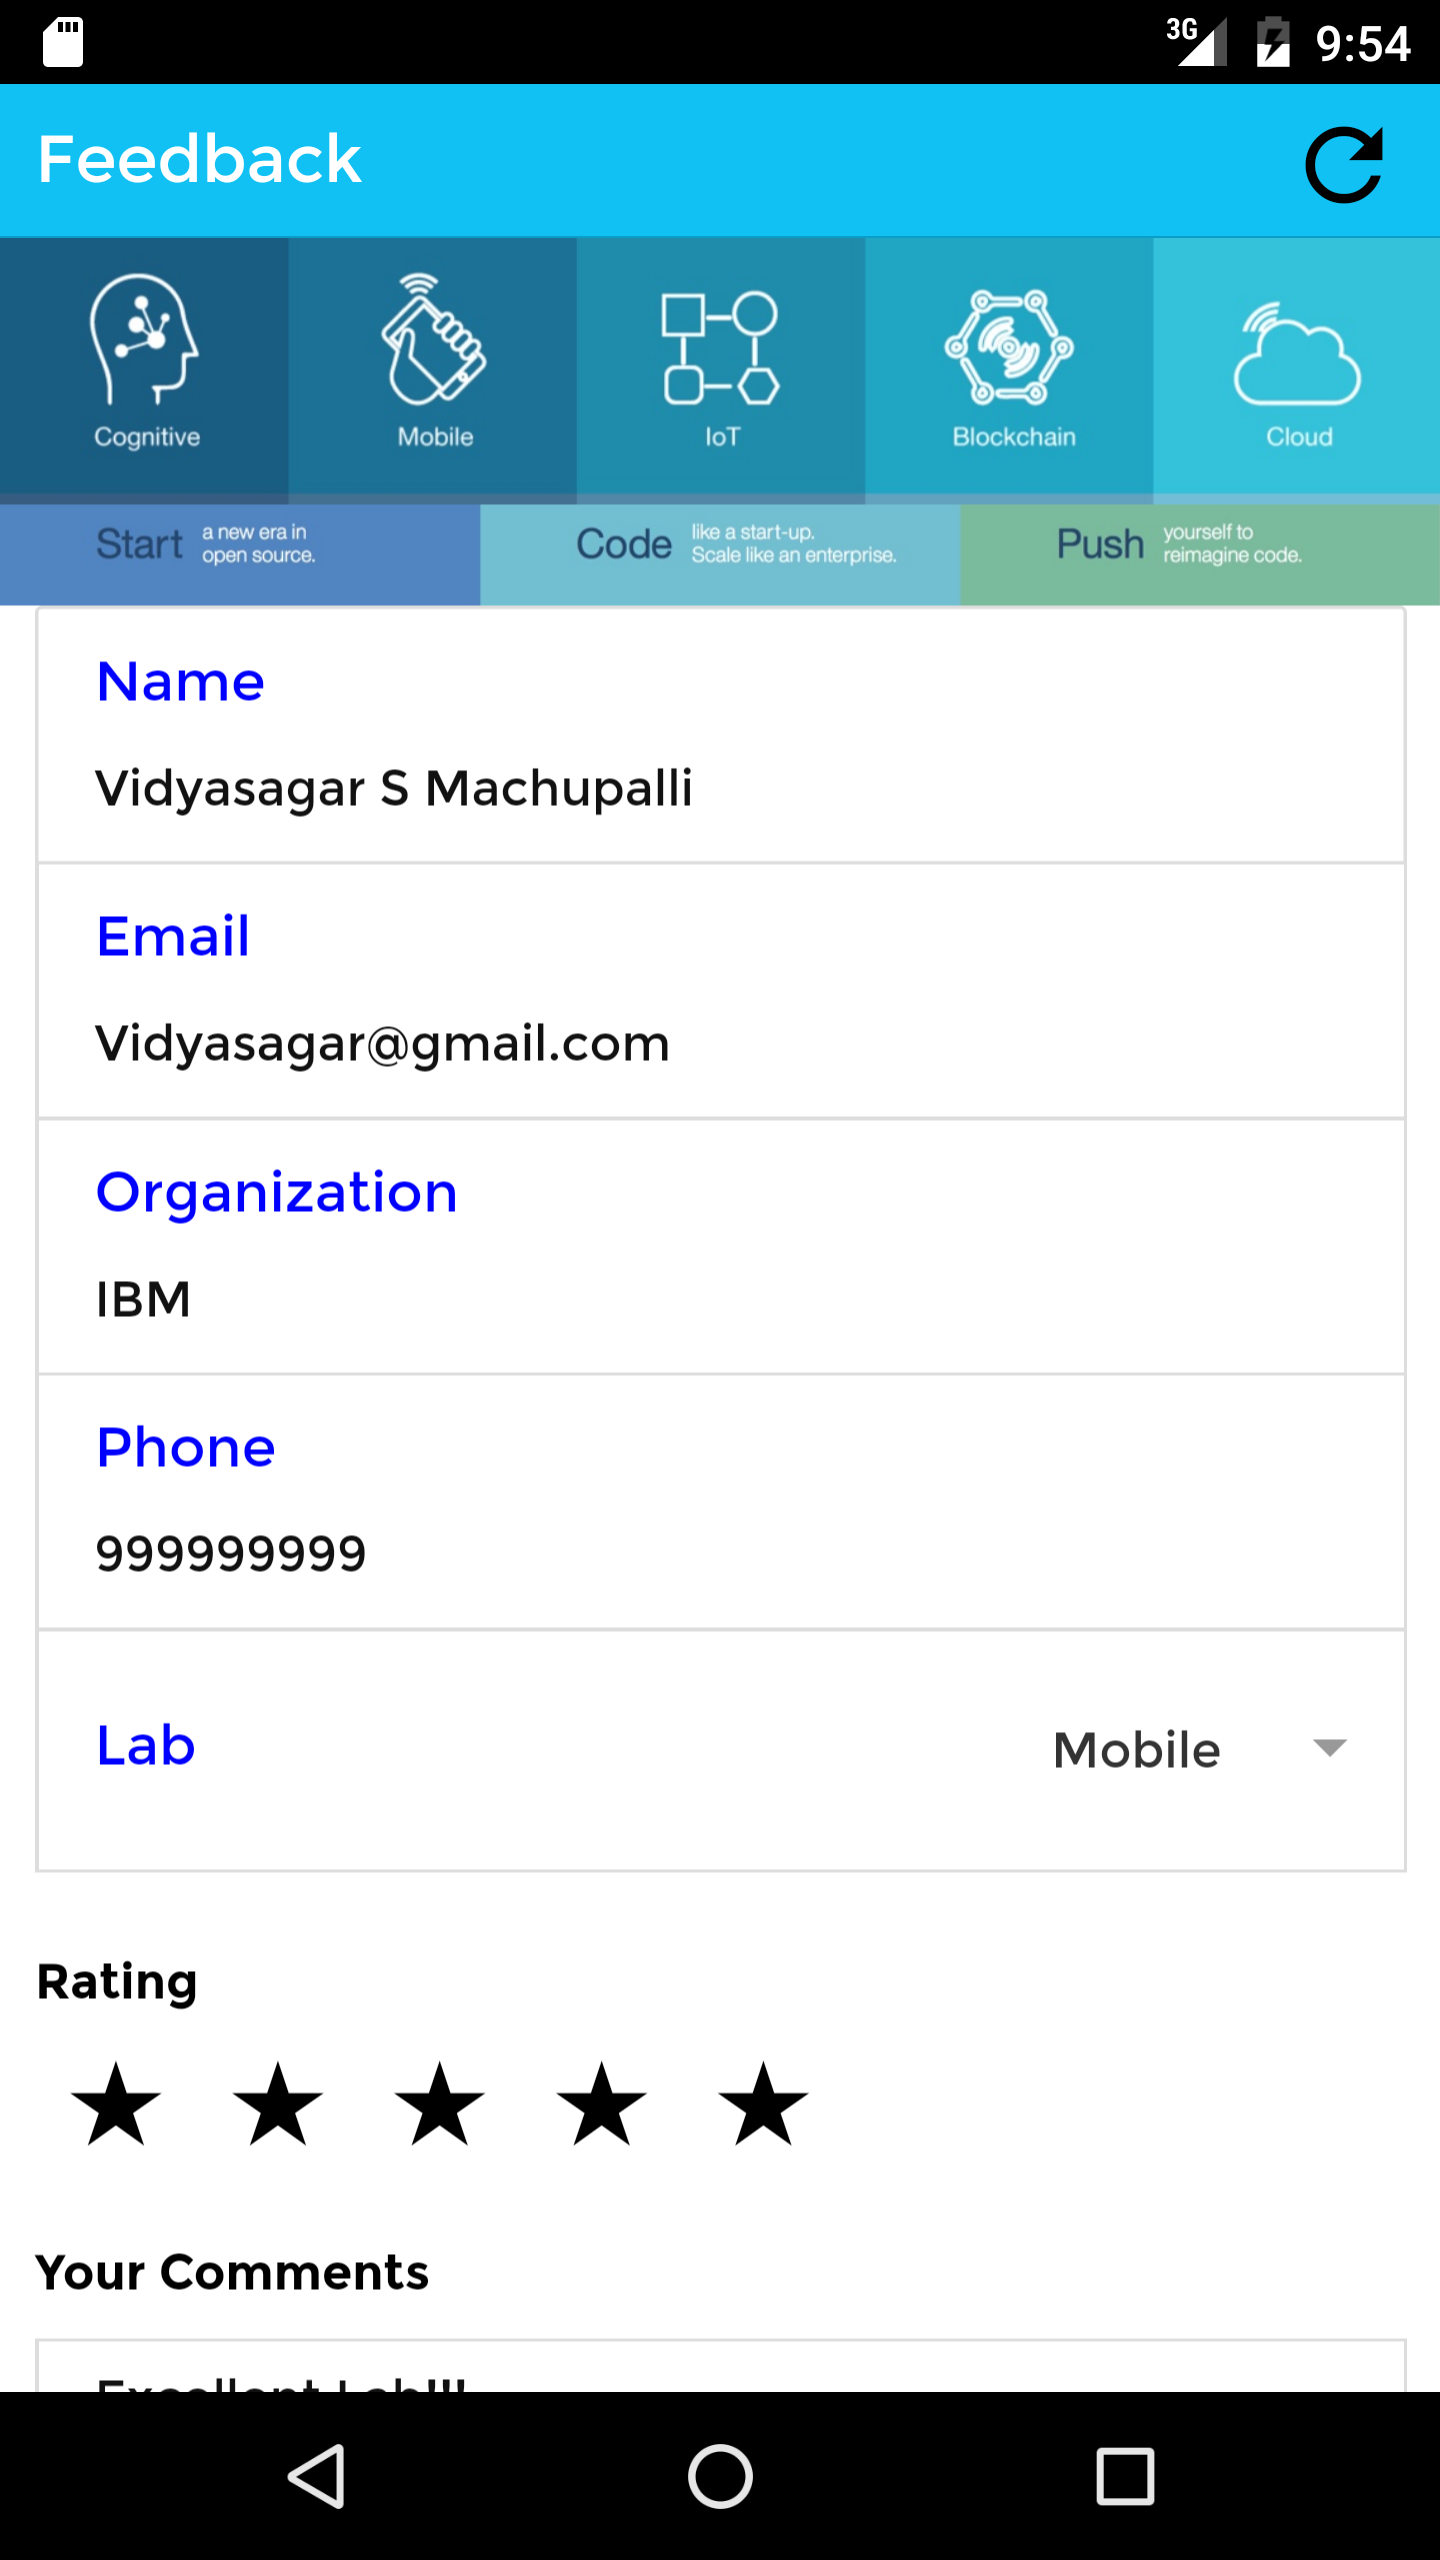 3G 9:54
Feedback
Cognitive Mobile IoT Blockchain Cloud
Start a new era in open source.
Code like a start-up. Scale like an enterprise.
Push yourself to reimagine code.
Name
Vidyasagar S Machupalli
Email
Vidyasagar@gmail.com
Organization
IBM
Phone
999999999
Lab Mobile
Rating
Your Comments
Excellent Lab!!!